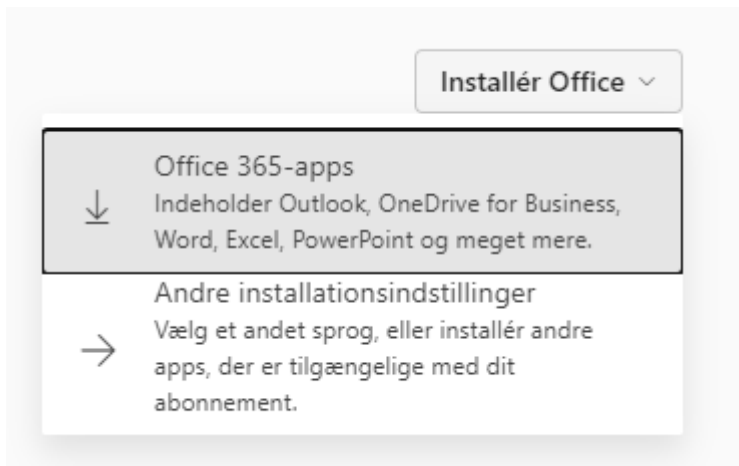 Installér Office
Office 365-apps
Indeholder Outlook, OneDrive for Business,
Word, Excel, PowerPoint og meget mere.
Andre installationsindstillinger
Vælg et andet sprog, eller installér andre
apps, der er tilgængelige med dit
abonnement.